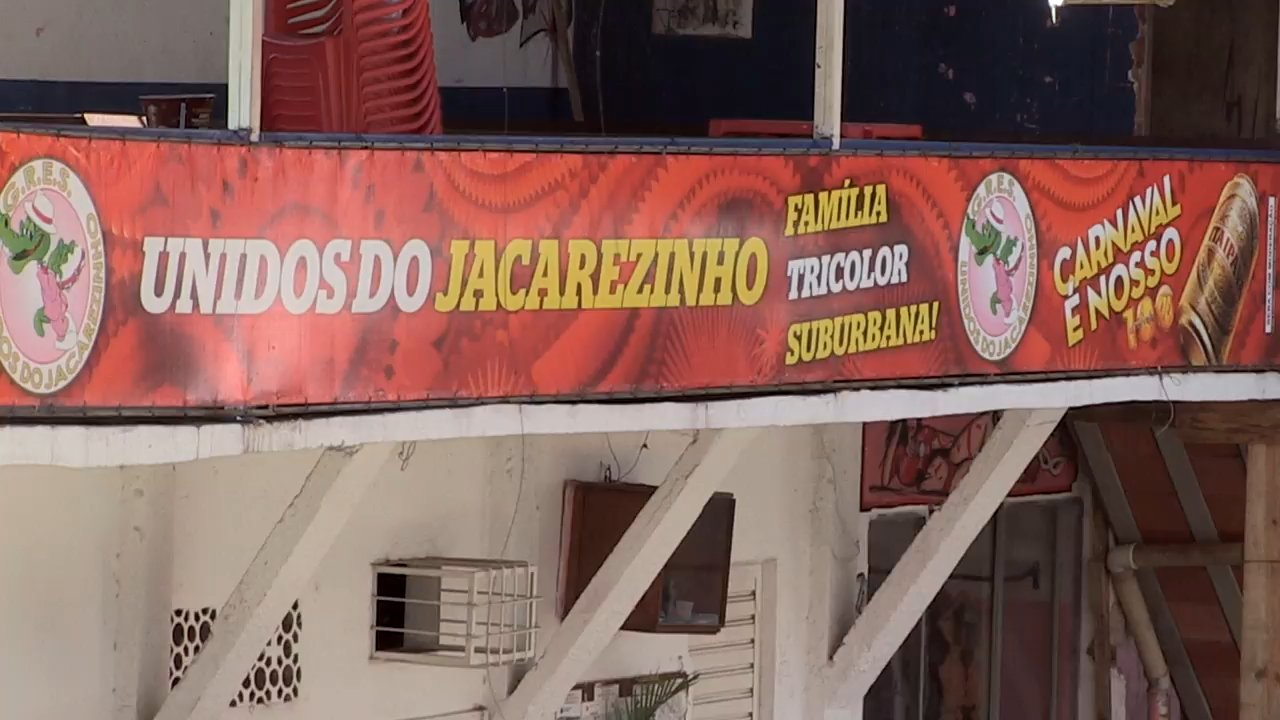 G.R.E.S.
UNIDOS DO JACAREZINHO
UNIDOS DO JACAREZINHO
FAMÍLIA
TRICOLOR
SUBURBANA!
G.R.E.S.
UNIDOS DO JACAREZINHO
CARNAVAL
É NOSSO